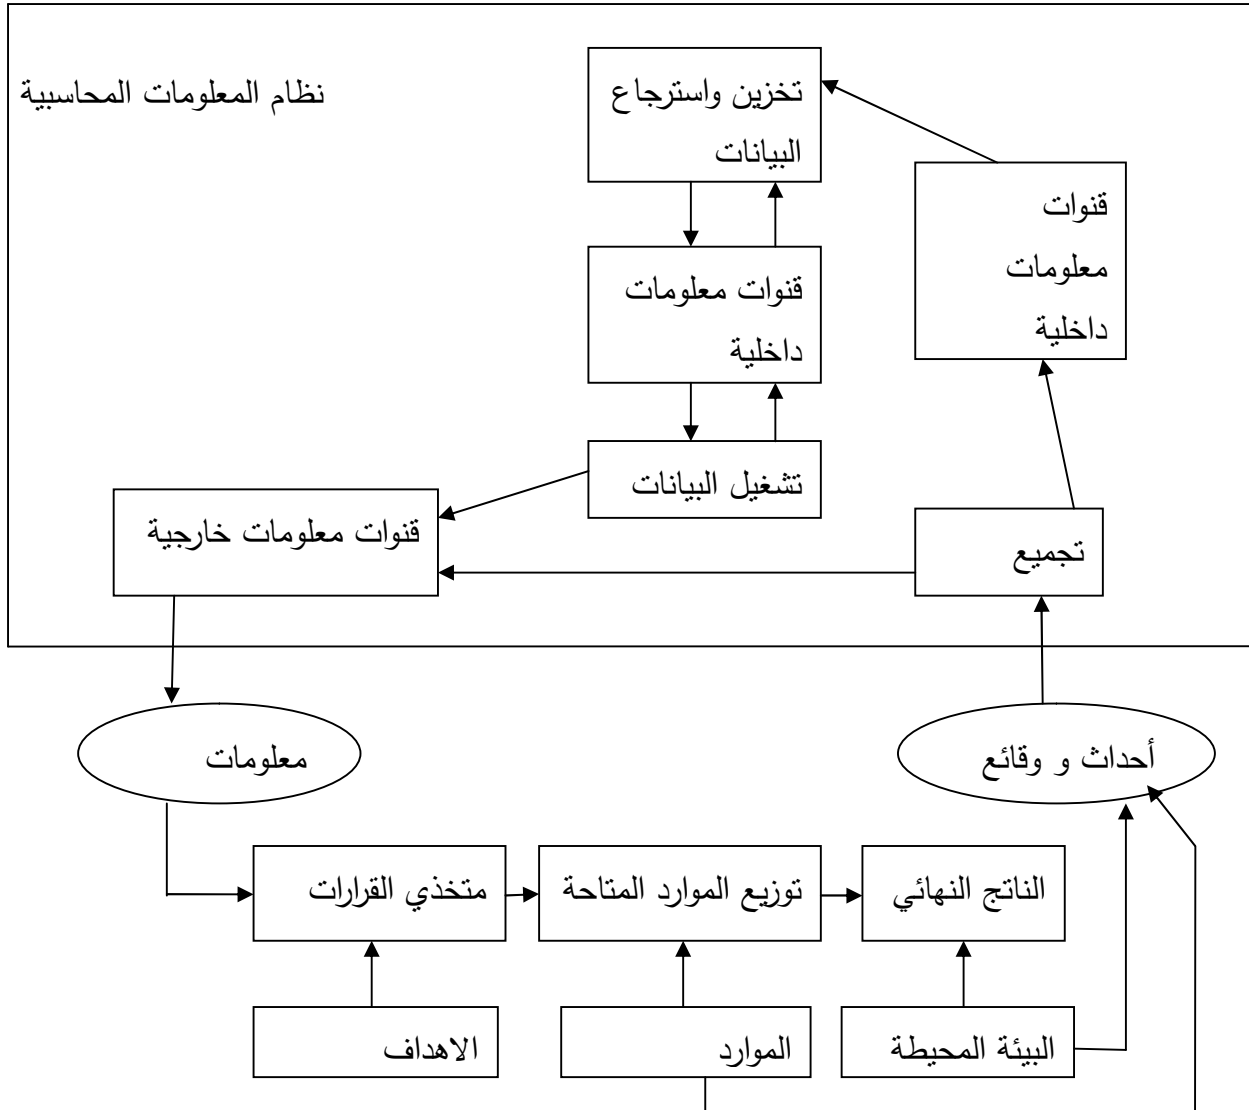 نظام المعلومات المحاسبية
تخزين واسترجاع
البيانات
قنوات
معلومات
داخلية
قنوات معلومات
داخلية
تشغيل البيانات
قنوات معلومات خارجية
تجميع
معلومات
أحداث و وقائع
متخذي القرارات
توزيع الموارد المتاحة
الناتج النهائي
الاهداف
الموارد
البيئة المحيطة